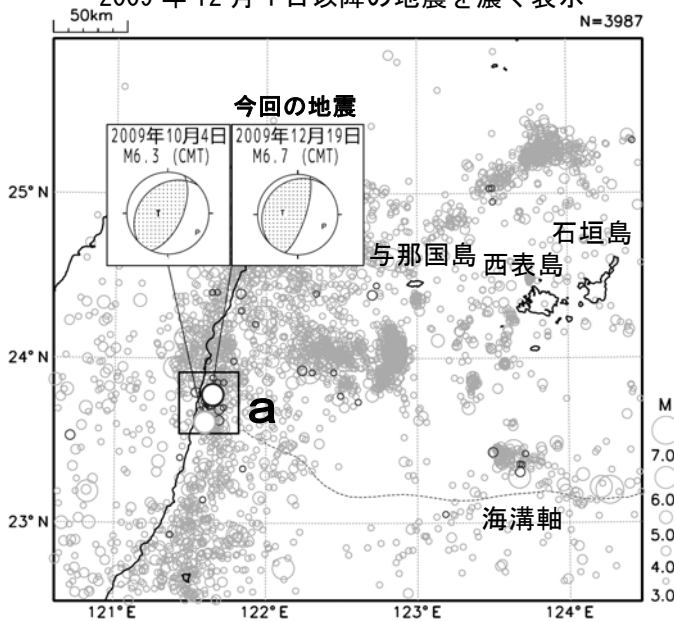 2009 年 12 月 1 日以降の地震を濃く表示
50km
N=3987
今回の地震
2009年10月4日
M6.3 (CMT)
T
P
2009年12月19日
M6.7 (CMT)
T
P
25°N
石垣島
与那国島
西表島
24°N
a
M
7.0
6.0
5.0
4.0
3.0
23°N
海溝軸
121°E
122°E
123°E
124°E